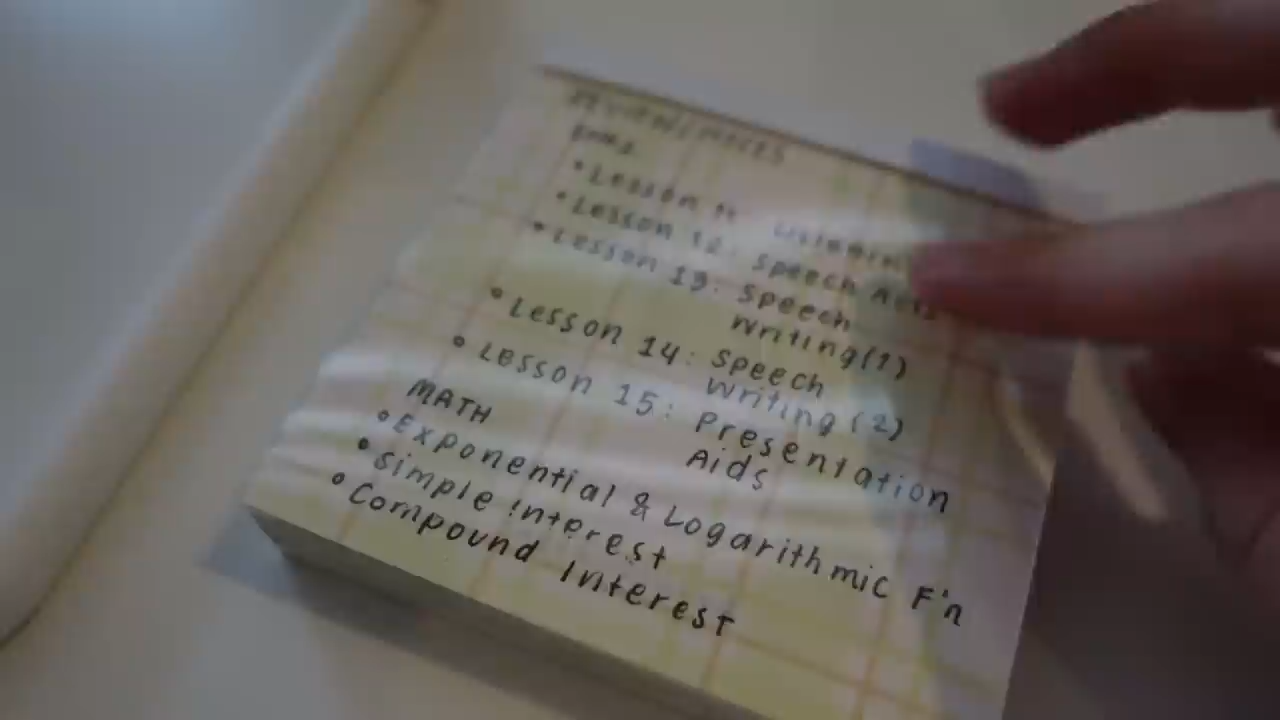 • Lesson 11:
• Lesson 12: Speech Acts
• Lesson 13: Speech
Writing (1)
• Lesson 14: Speech
Writing (2)
• Lesson 15: Presentation
Aids
MATH
• Exponential & Logarithmic F'n
• Simple Interest
• Compound Interest